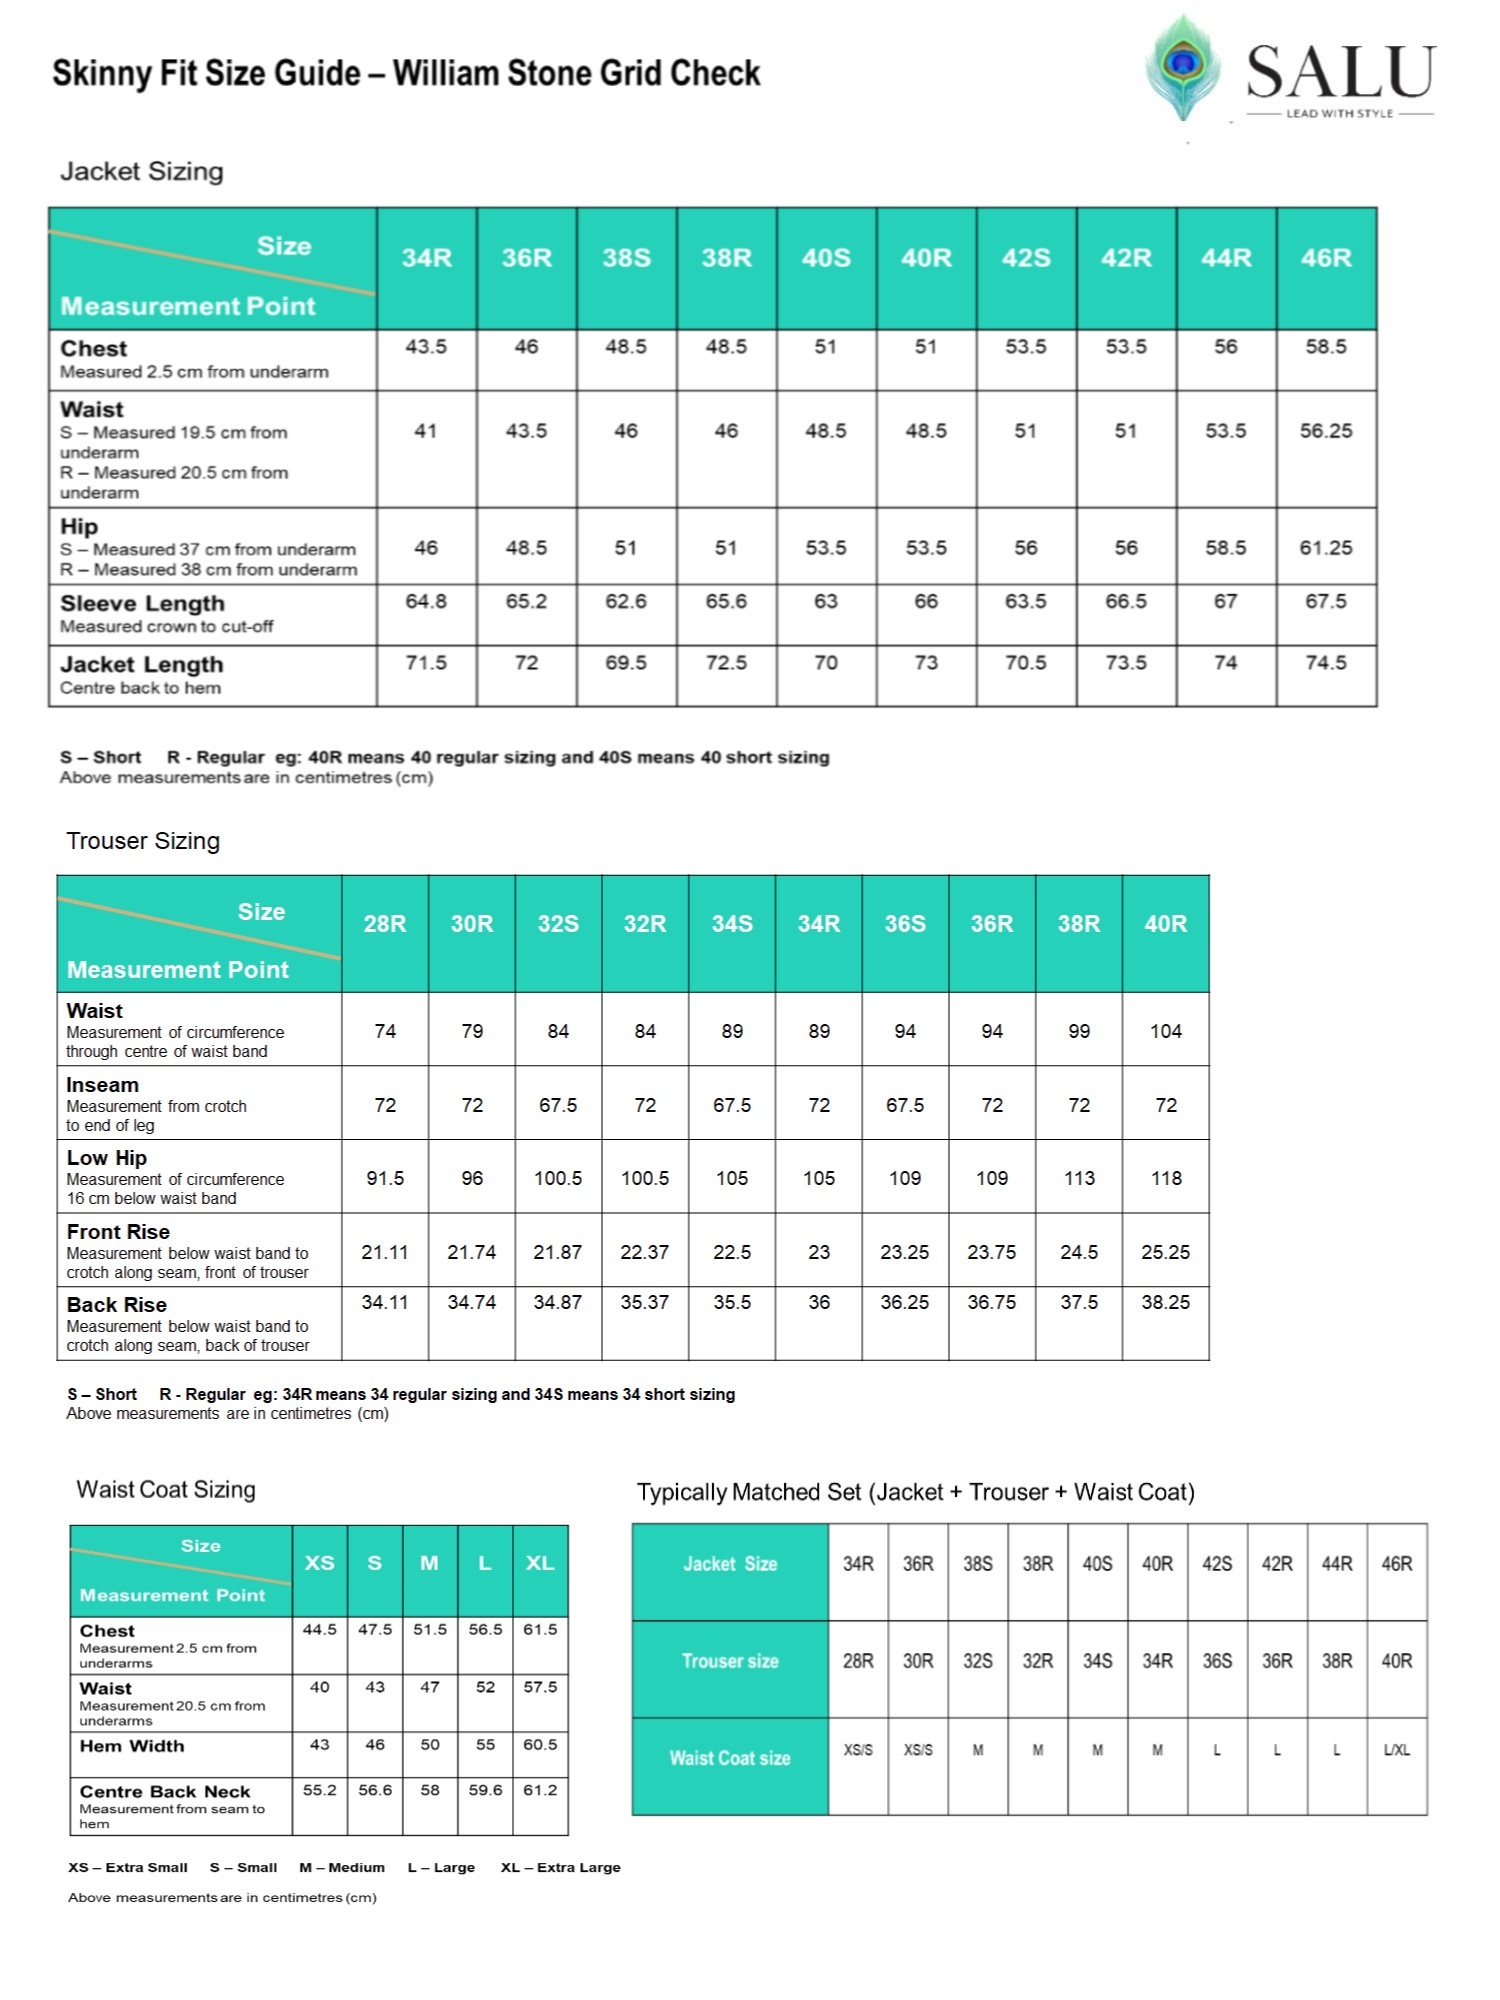 Skinny Fit Size Guide – William Stone Grid Check
SALU
LEAD WITH STYLE
Jacket Sizing
Size 34R 36R 38S 38R 40S 40R 42S 42R 44R 46R
Measurement Point
Chest 43.5 46 48.5 48.5 51 51 53.5 53.5 56 58.5
Measured 2.5 cm from underarm
Waist
S – Measured 19.5 cm from 41 43.5 46 46 48.5 48.5 51 51 53.5 56.25
underarm
R – Measured 20.5 cm from
underarm
Hip
S – Measured 37 cm from underarm 46 48.5 51 51 53.5 53.5 56 56 58.5 61.25
R – Measured 38 cm from underarm
Sleeve Length 64.8 65.2 62.6 65.6 63 66 63.5 66.5 67 67.5
Measured crown to cut-off
Jacket Length 71.5 72 69.5 72.5 70 73 70.5 73.5 74 74.5
Centre back to hem
S – Short R - Regular eg: 40R means 40 regular sizing and 40S means 40 short sizing
Above measurements are in centimetres (cm)
Trouser Sizing
Size 28R 30R 32S 32R 34S 34R 36S 36R 38R 40R
Measurement Point
Waist
Measurement of circumference 74 79 84 84 89 89 94 94 99 104
through centre of waist band
Inseam
Measurement from crotch 72 72 67.5 72 67.5 72 67.5 72 72 72
to end of leg
Low Hip
Measurement of circumference 91.5 96 100.5 100.5 105 105 109 109 113 118
16 cm below waist band
Front Rise
Measurement below waist band to 21.11 21.74 21.87 22.37 22.5 23 23.25 23.75 24.5 25.25
crotch along seam, front of trouser
Back Rise 34.11 34.74 34.87 35.37 35.5 36 36.25 36.75 37.5 38.25
Measurement below waist band to
crotch along seam, back of trouser
S – Short R - Regular eg: 34R means 34 regular sizing and 34S means 34 short sizing
Above measurements are in centimetres (cm)
Waist Coat Sizing
Size XS S M L XL
Measurement Point
Chest 44.5 47.5 51.5 56.5 61.5
Measurement 2.5 cm from
underarms
Waist 40 43 47 52 57.5
Measurement 20.5 cm from
underarms
Hem Width 43 46 50 55 60.5
Centre Back Neck 55.2 56.6 58 59.6 61.2
Measurement from seam to
hem
XS – Extra Small S – Small M – Medium L – Large XL – Extra Large
Above measurements are in centimetres (cm)
Typically Matched Set (Jacket + Trouser + Waist Coat)
Jacket Size 34R 36R 38S 38R 40S 40R 42S 42R 44R 46R
Trouser size 28R 30R 32S 32R 34S 34R 36S 36R 38R 40R
Waist Coat size XS/S XS/S M M M M L L L L/XL